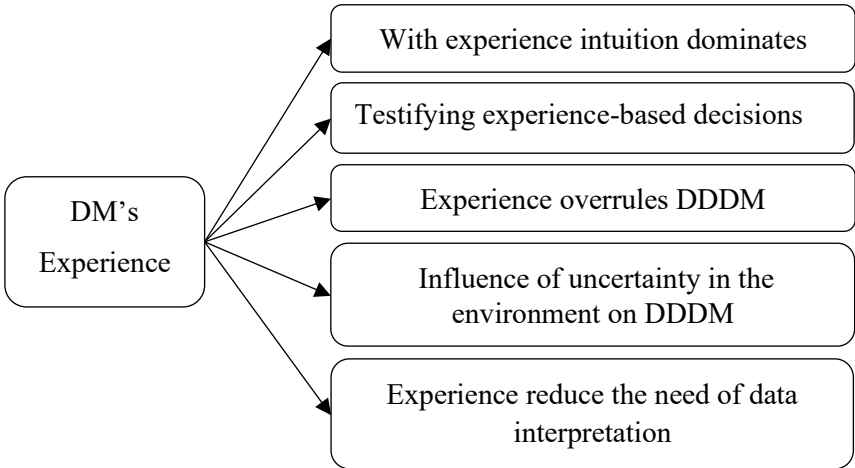 With experience intuition dominates
Testifying experience-based decisions
DM's
Experience
Experience overrules DDDM
Influence of uncertainty in the
environment on DDDM
Experience reduce the need of data
interpretation